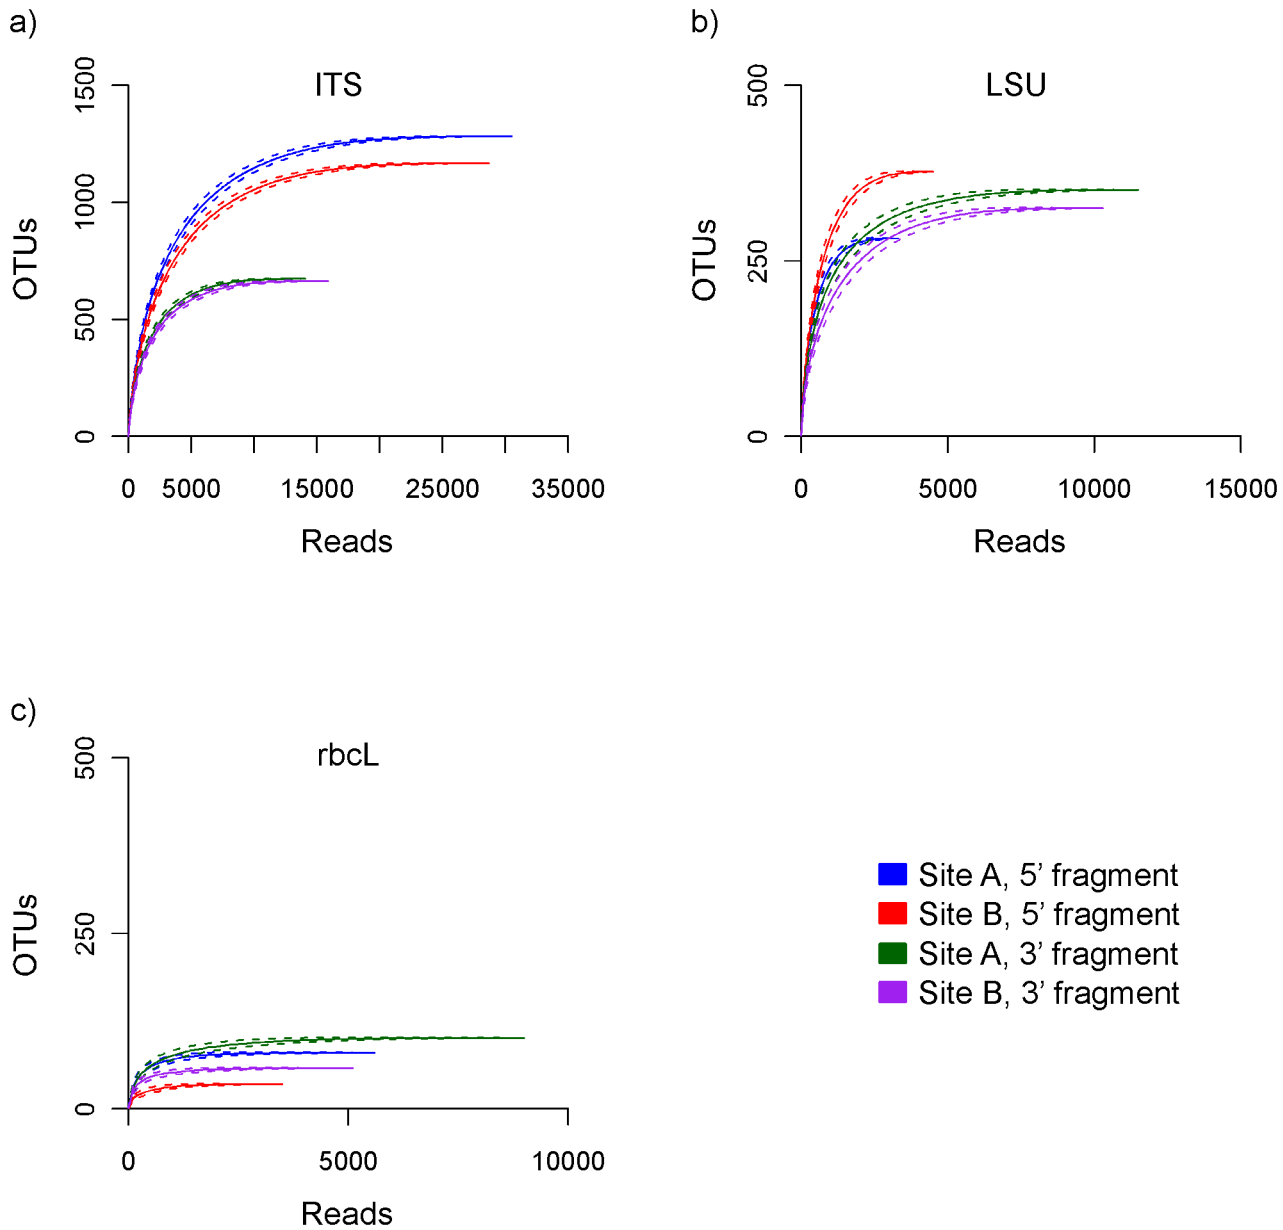 a)
ITS
1500
1000
500
0
OTUs
0 5000 15000 25000 35000
Reads
b)
LSU
500
250
0
OTUs
0 5000 10000 15000
Reads
c)
rbcL
500
250
0
OTUs
0 5000 10000
Reads
Site A, 5’ fragment
Site B, 5’ fragment
Site A, 3’ fragment
Site B, 3’ fragment